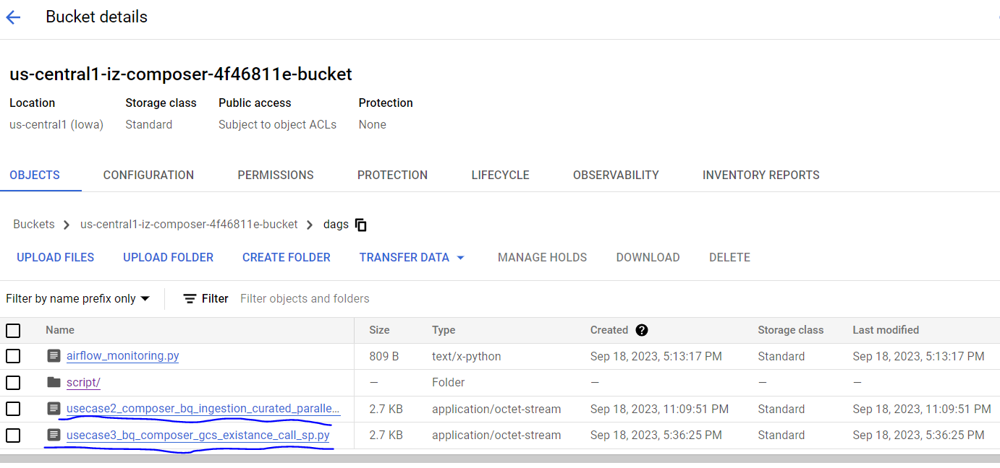 Bucket details
us-central1-iz-composer-4f46811e-bucket
Location Storage class Public access Protection
us-central1 (Iowa) Standard Subject to object ACLs None
OBJECTS CONFIGURATION PERMISSIONS PROTECTION LIFECYCLE OBSERVABILITY INVENTORY REPORTS
Buckets us-central1-iz-composer-4f46811e-bucket dags
UPLOAD FILES UPLOAD FOLDER CREATE FOLDER TRANSFER DATA MANAGE HOLDS DOWNLOAD DELETE
Filter by name prefix only Filter Filter objects and folders
Name Size Type Created ? Storage class Last modified
airflow_monitoring.py 809 B text/x-python Sep 18, 2023, 5:13:17 PM Standard Sep 18, 2023, 5:13:17 PM
script/ — Folder — — —
usecase2_composer_bq_ingestion_curated_paralle... 2.7 KB application/octet-stream Sep 18, 2023, 11:09:51 PM Standard Sep 18, 2023, 11:09:51 PM
usecase3_bq_composer_gcs_existance_call_sp.py 2.7 KB application/octet-stream Sep 18, 2023, 5:36:25 PM Standard Sep 18, 2023, 5:36:25 PM